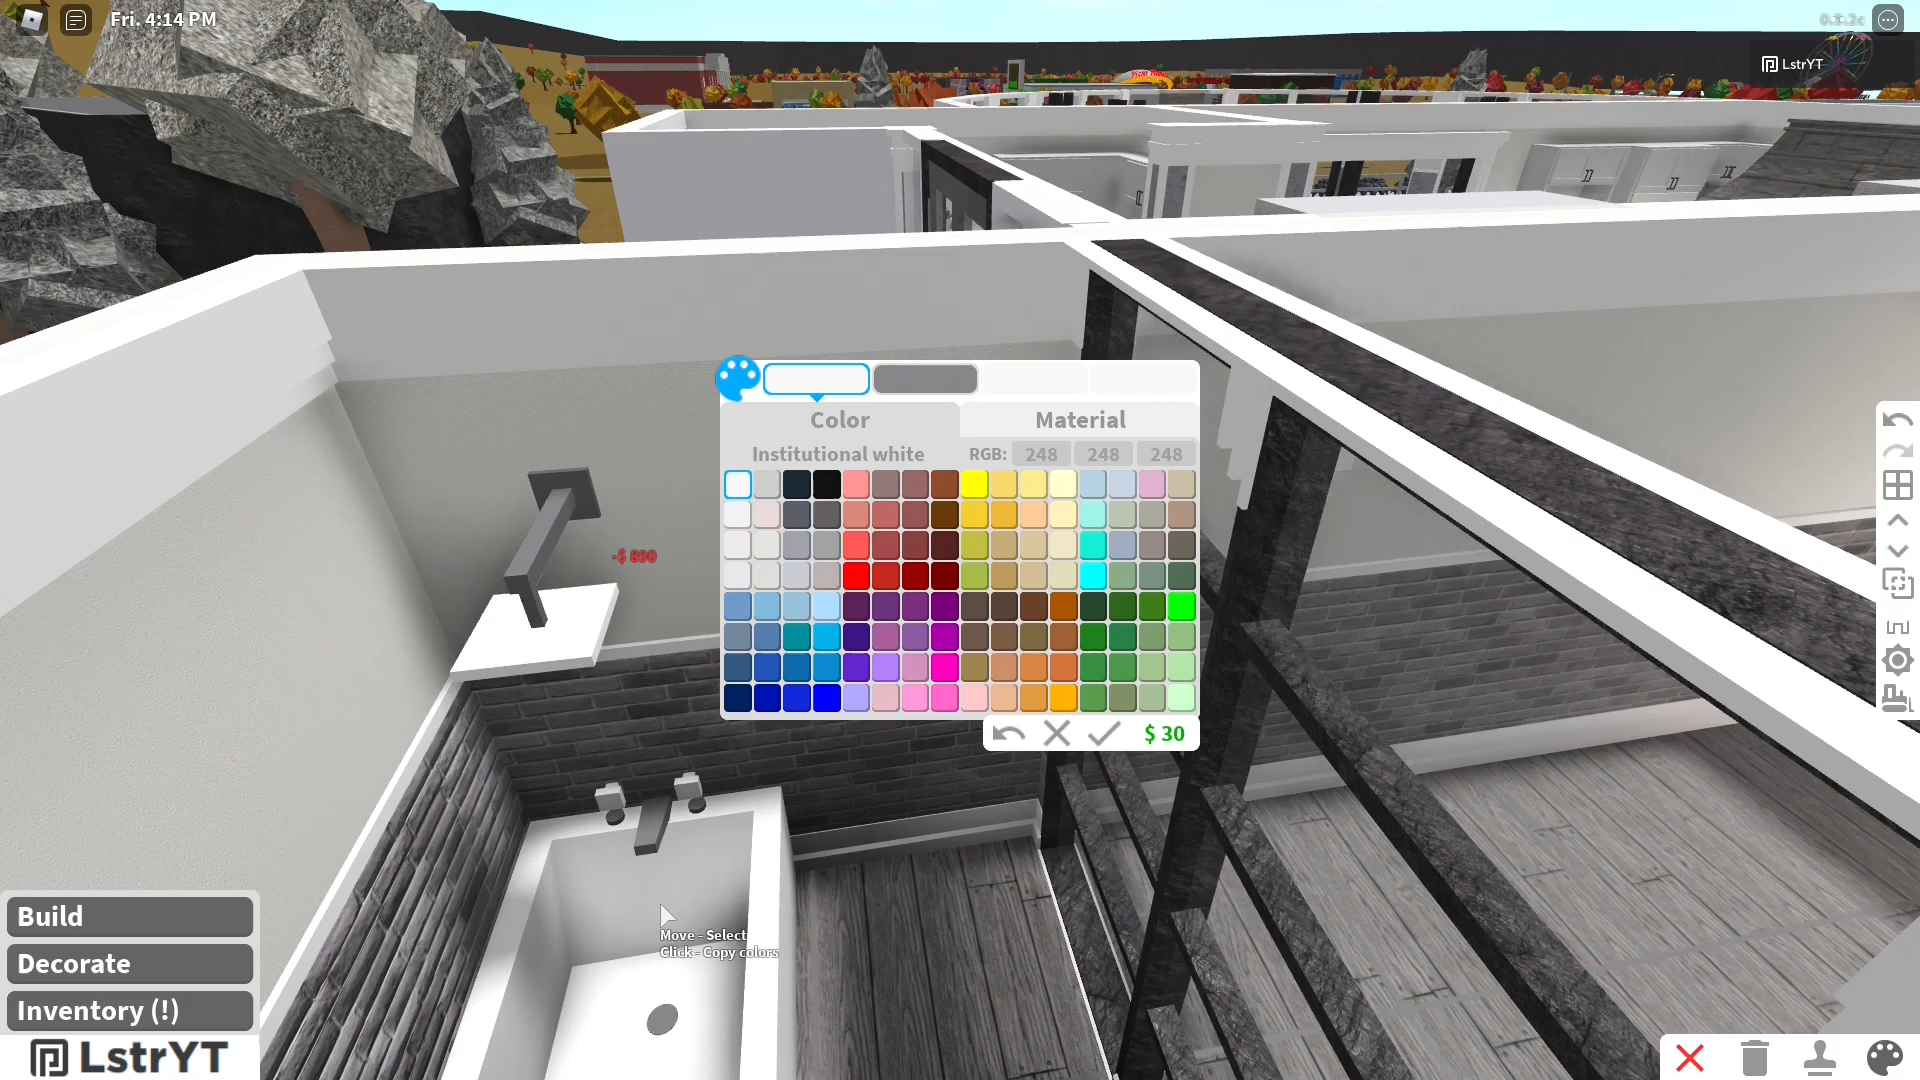 Fri. 4:14 PM
LstrYT
Color
Material
Institutional white
RGB: 248 248 248
-$ 890
$ 30
Move - Select
Click - Copy colors
Build
Decorate
Inventory (!)
LstrYT